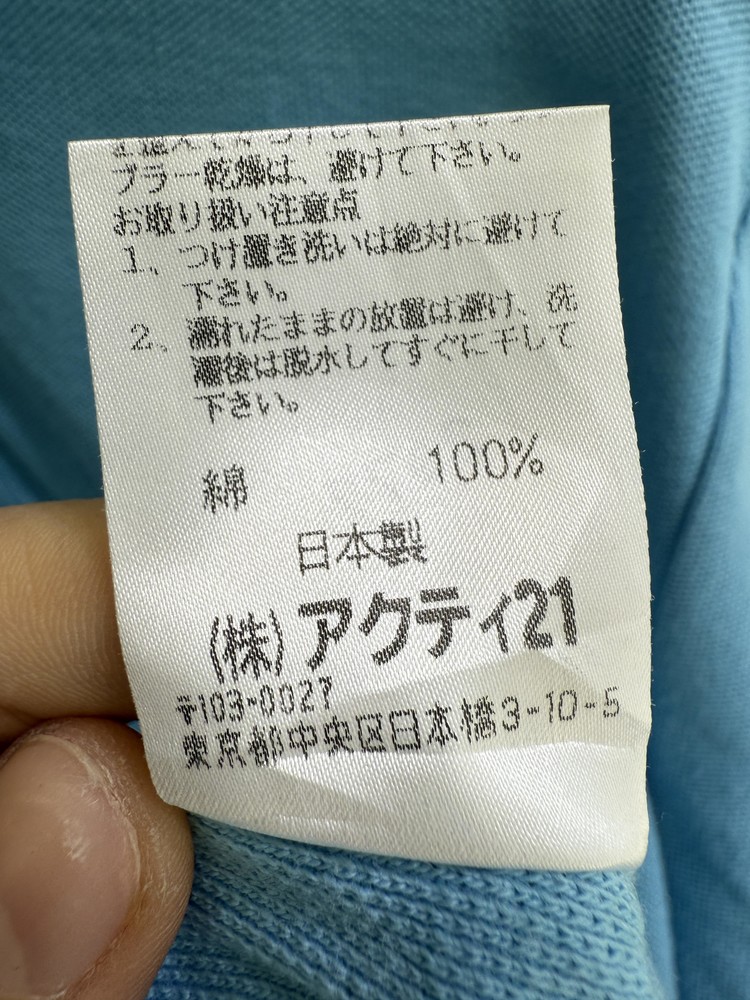 ブラー乾燥は、避けて下さい。
お取り扱い注意点
1、つけ置き洗いは絶対に避けて
下さい。
2、濡れたままの放置は避け、洗
濯後は脱水してすぐに干して
下さい。
綿 100%
日本製
(株)アクティ21
〒103-0027
東京都中央区日本橋3-10-5